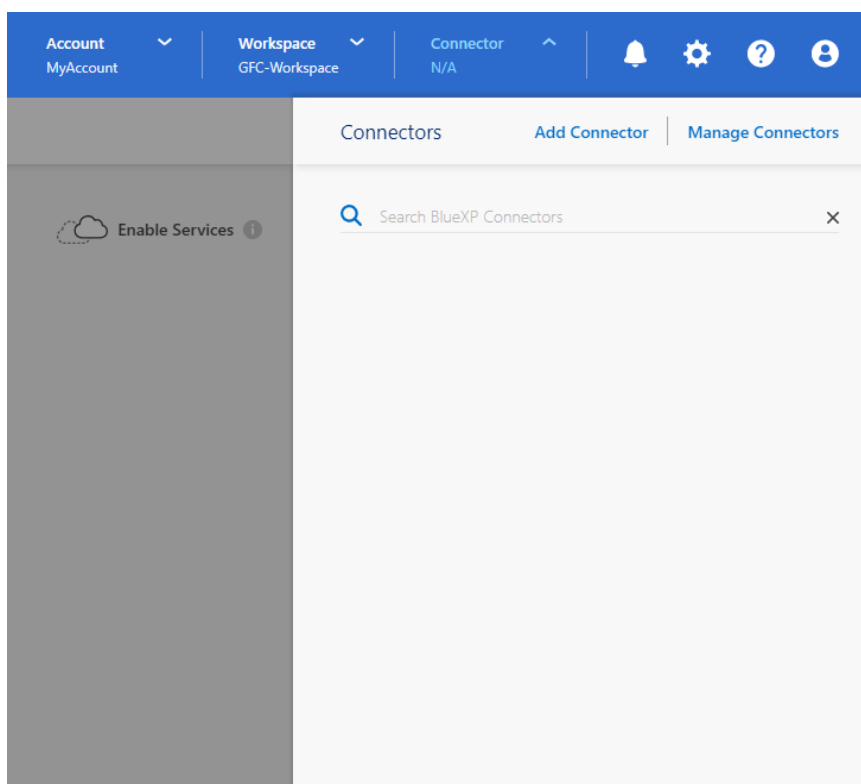 Account
MyAccount
Workspace
GFC-Workspace
Connector
N/A
Connectors
Add Connector
Manage Connectors
Enable Services
Search BlueXP Connectors